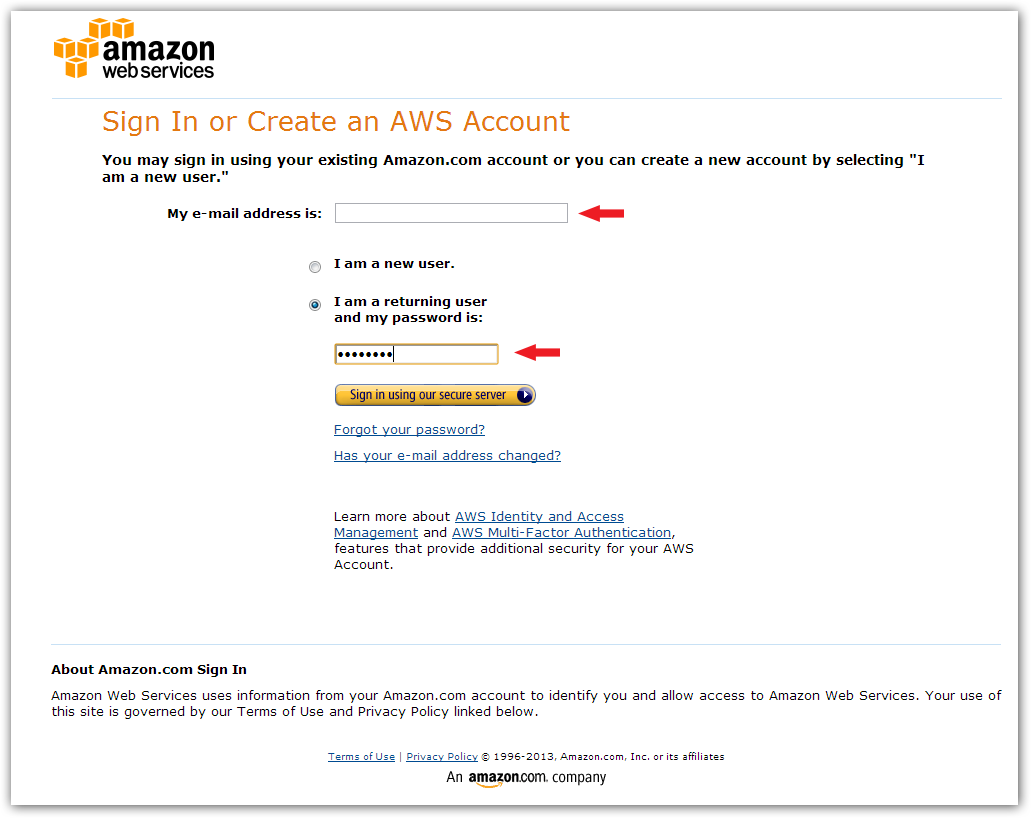 amazon
webservices
Sign In or Create an AWS Account
You may sign in using your existing Amazon.com account or you can create a new account by selecting "I
am a new user."
My e-mail address is:
I am a new user.
I am a returning user
and my password is:
••••••••
Sign in using our secure server
Forgot your password?
Has your e-mail address changed?
Learn more about AWS Identity and Access
Management and AWS Multi-Factor Authentication,
features that provide additional security for your AWS
Account.
About Amazon.com Sign In
Amazon Web Services uses information from your Amazon.com account to identify you and allow access to Amazon Web Services. Your use of
this site is governed by our Terms of Use and Privacy Policy linked below.
Terms of Use | Privacy Policy © 1996-2013, Amazon.com, Inc. or its affiliates
An amazon.com. company